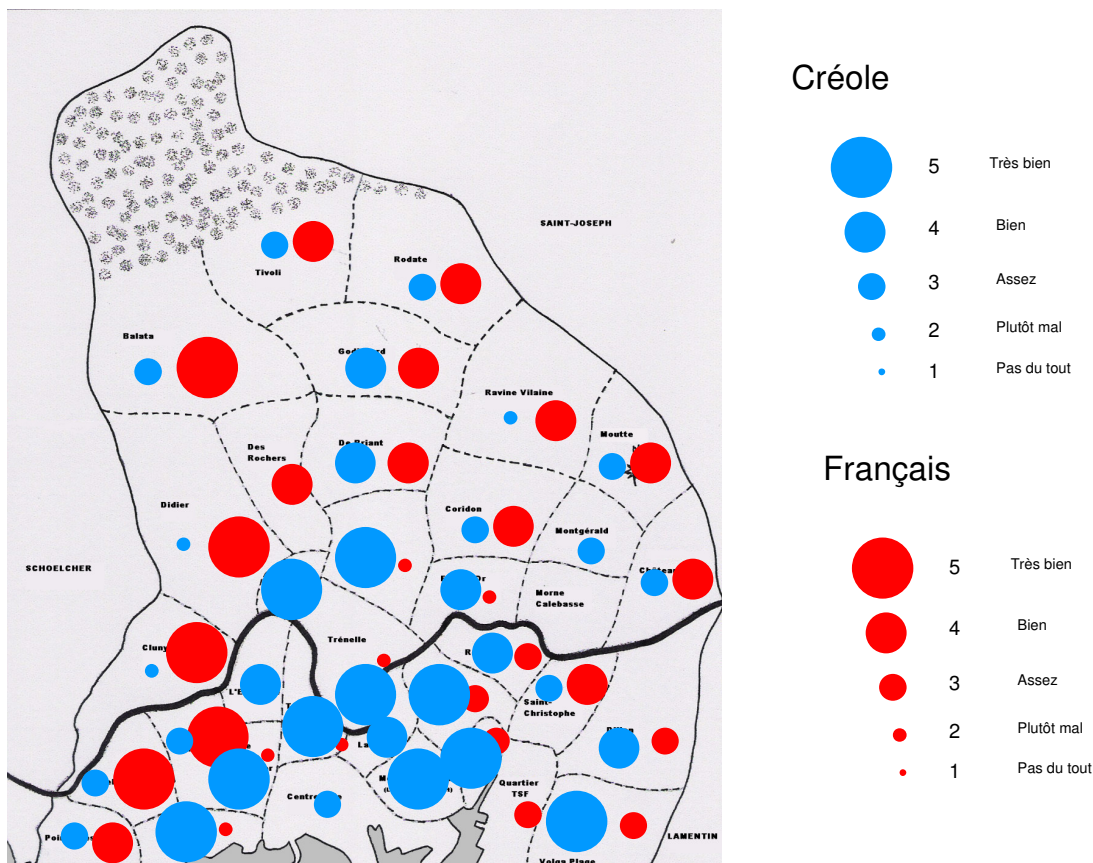 Créole
5 Très bien
4 Bien
3 Assez
2 Plutôt mal
1 Pas du tout
Français
5 Très bien
4 Bien
3 Assez
2 Plutôt mal
1 Pas du tout
SAINT-JOSEPH
Tivoli
Rodate
Balata
Ravine Vilaine
Moutte
Des
Rochers
Didier
Coridon
Montgérald
SCHOELCHER
Morne
Calebasse
Trénelle
Saint-
Christophe
Quartier
TSF
LAMENTIN
Volga Plage